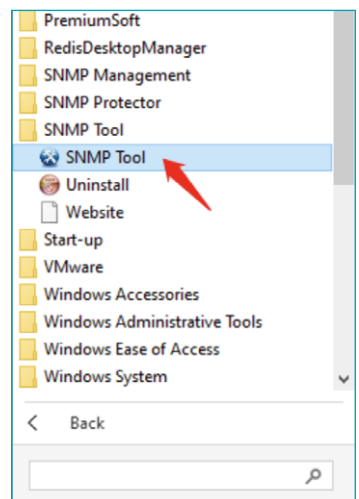 PremiumSoft
RedisDesktopManager
SNMP Management
SNMP Protector
SNMP Tool
SNMP Tool
Uninstall
Website
Start-up
VMware
Windows Accessories
Windows Administrative Tools
Windows Ease of Access
Windows System
Back